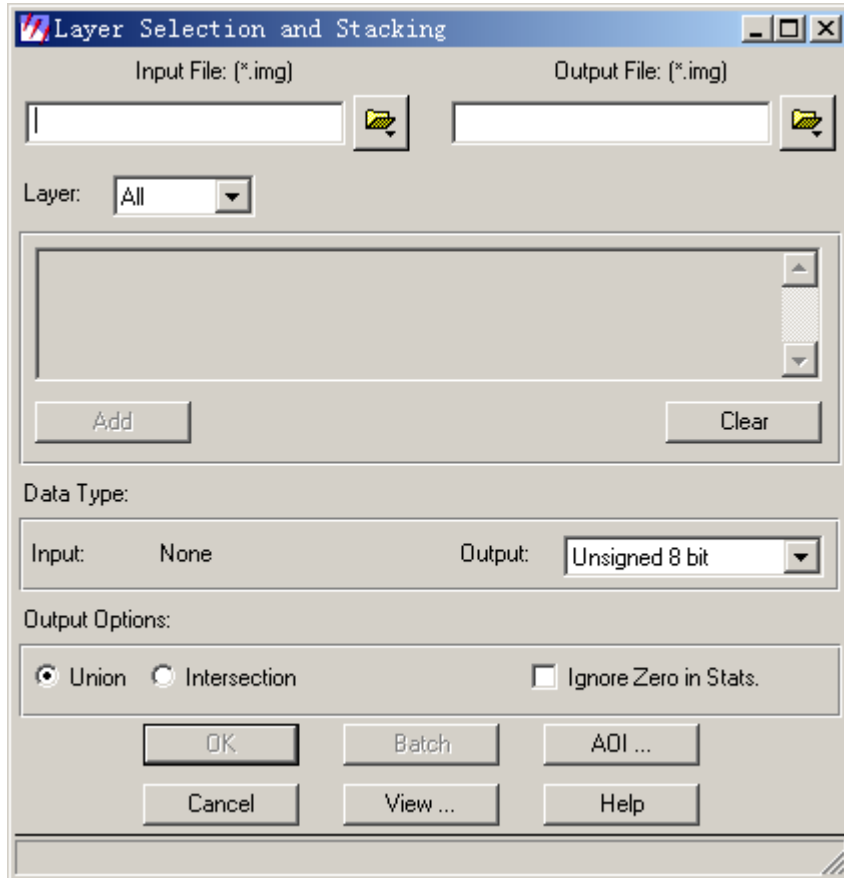 Layer Selection and Stacking
Input File: (*.img) Output File: (*.img)
Layer: All
Add Clear
Data Type:
Input: None Output: Unsigned 8 bit
Output Options:
Union Intersection Ignore Zero in Stats.
OK Batch AOI ...
Cancel View ... Help